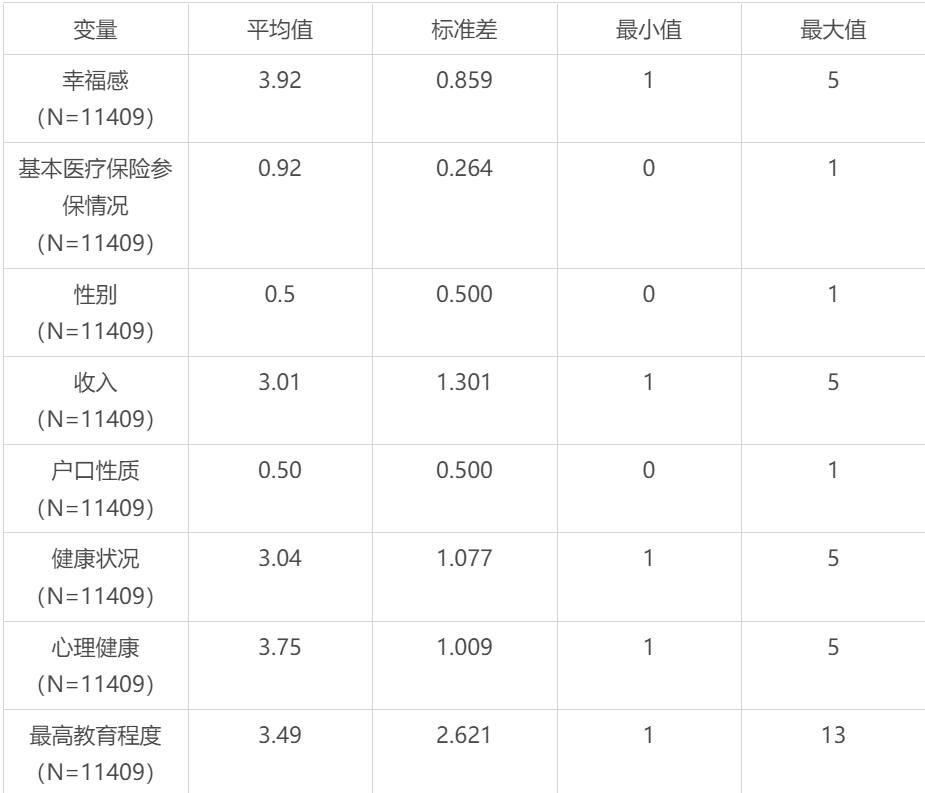 变量 平均值 标准差 最小值 最大值
幸福感 3.92 0.859 1 5
（N=11409）
基本医疗保险参 0.92 0.264 0 1
保情况
（N=11409）
性别 0.5 0.500 0 1
（N=11409）
收入 3.01 1.301 1 5
（N=11409）
户口性质 0.50 0.500 0 1
（N=11409）
健康状况 3.04 1.077 1 5
（N=11409）
心理健康 3.75 1.009 1 5
（N=11409）
最高教育程度 3.49 2.621 1 13
（N=11409）